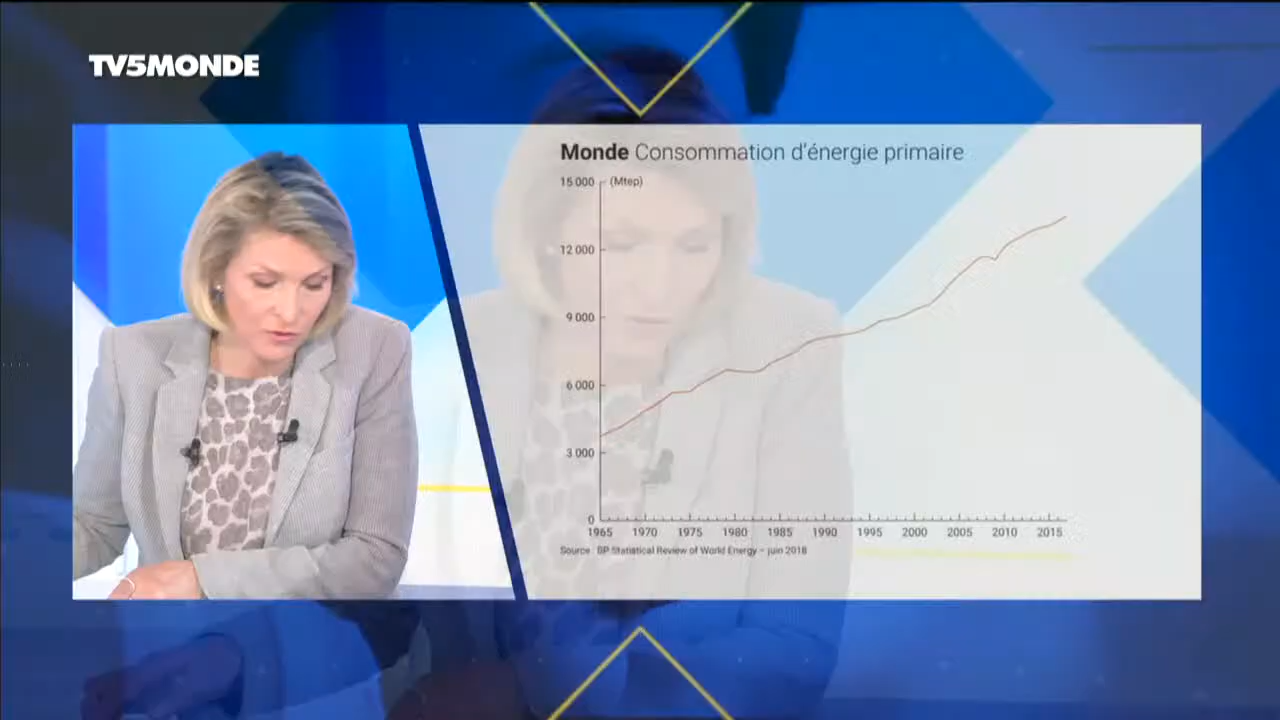 TV5MONDE
Monde Consommation d'énergie primaire
15 000 (Mtep)
12 000
9 000
6 000
3 000
0
1965 1970 1975 1980 1985 1990 1995 2000 2005 2010 2015
Source : BP Statistical Review of World Energy – juin 2018